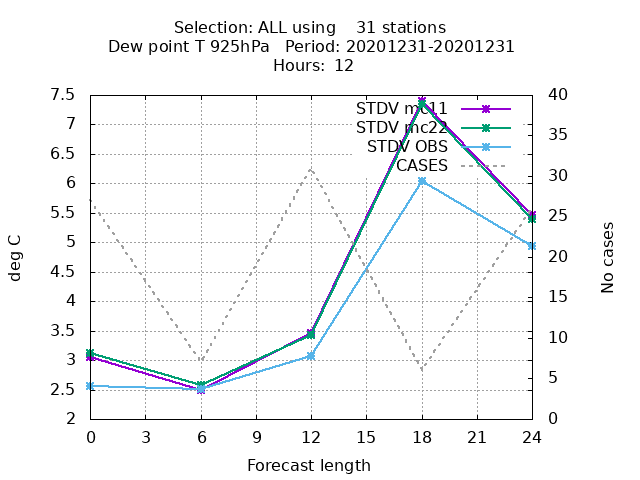 Selection: ALL using    31 stations
Dew point T 925hPa   Period: 20201231-20201231
Hours:  12
7.5
7
6.5
6
5.5
5
4.5
4
3.5
3
2.5
2
deg C
STDV mc11
STDV mc22
STDV OBS
CASES
40
35
30
25
20
15
10
5
0
No cases
0 3 6 9 12 15 18 21 24
Forecast length